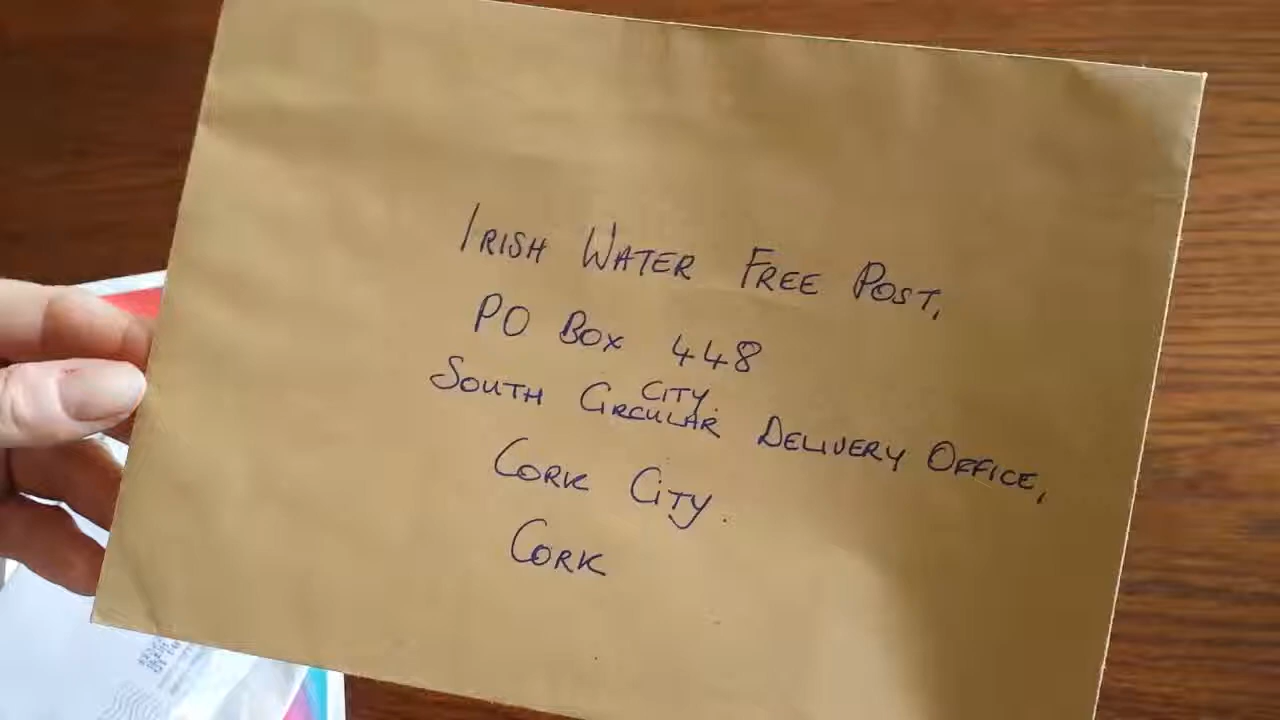 IRISH WATER FREE POST,
PO BOX 448
CITY
SOUTH CIRCULAR DELIVERY OFFICE,
CORK CITY.
CORK